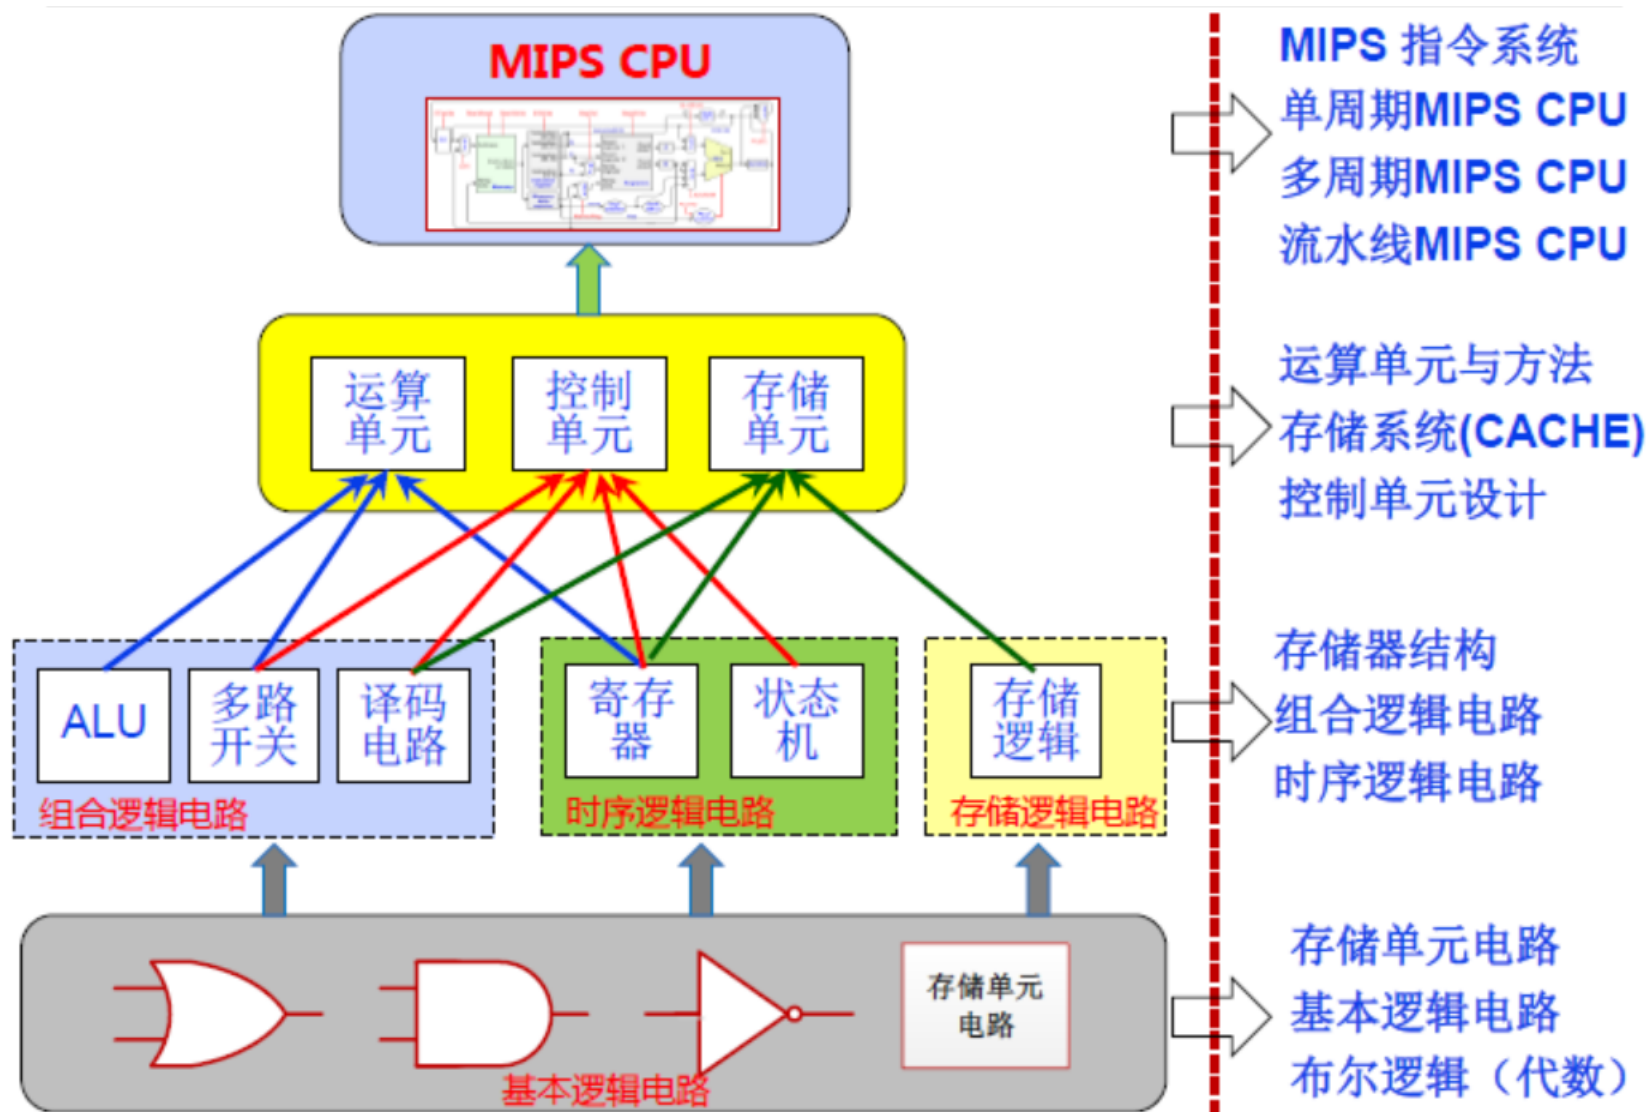 MIPS CPU
MIPS 指令系统
单周期MIPS CPU
多周期MIPS CPU
流水线MIPS CPU
运算
单元
控制
单元
存储
单元
运算单元与方法
存储系统(CACHE)
控制单元设计
ALU
多路
开关
译码
电路
组合逻辑电路
寄存
器
状态
机
时序逻辑电路
存储
逻辑
存储逻辑电路
存储器结构
组合逻辑电路
时序逻辑电路
存储单元
电路
基本逻辑电路
存储单元电路
基本逻辑电路
布尔逻辑（代数）